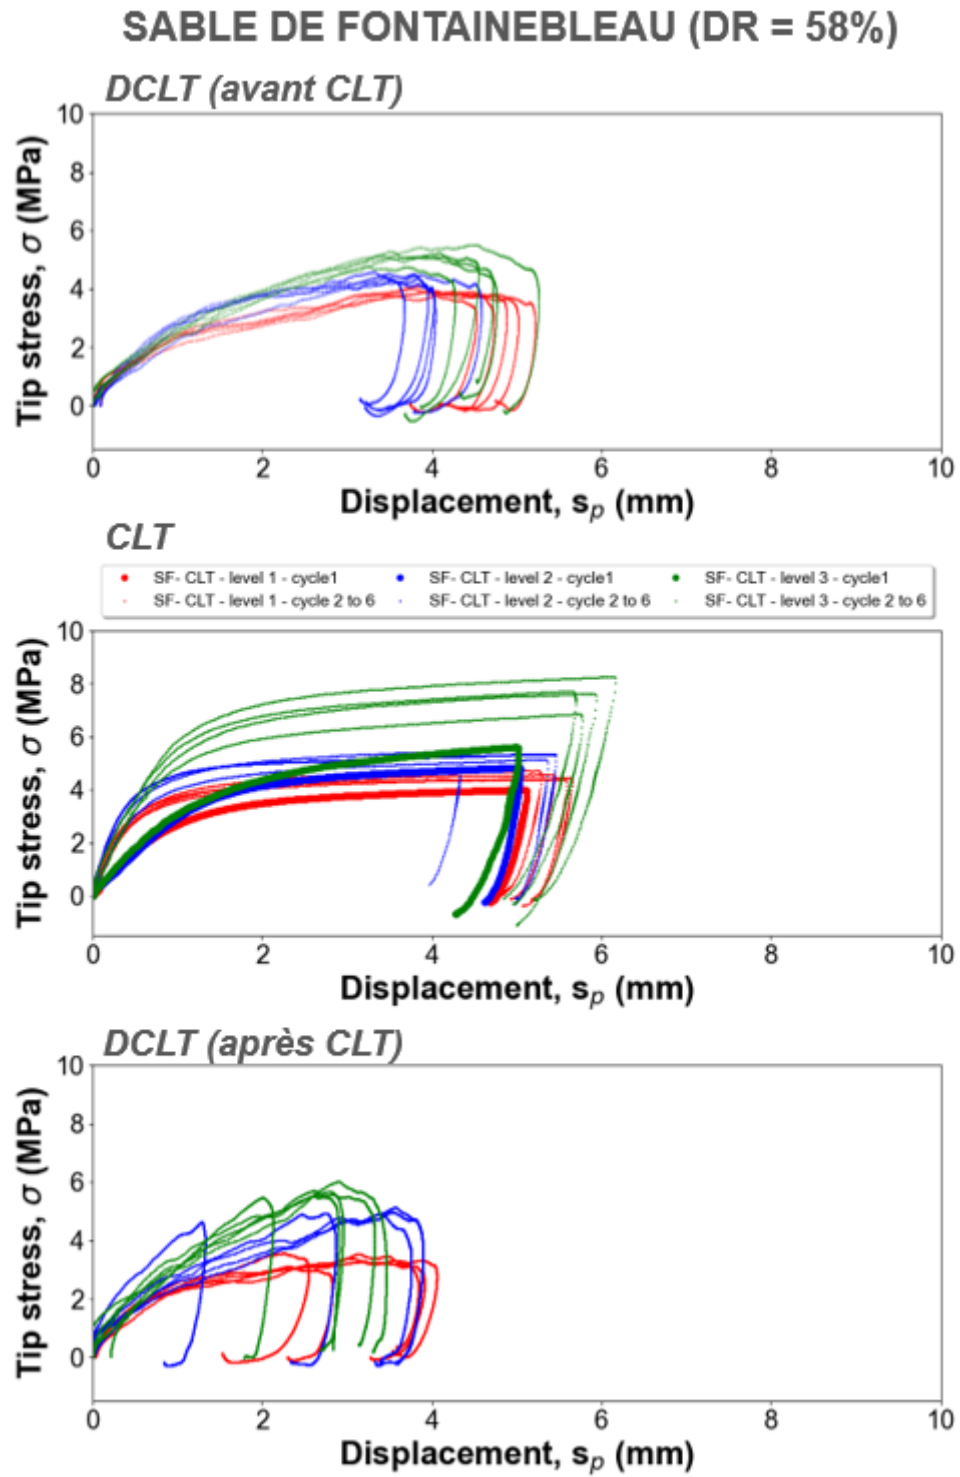 SABLE DE FONTAINEBLEAU (DR = 58%)
DCLT (avant CLT)
Tip stress, σ (MPa)
10
8
6
4
2
0
0 2 4 6 8 10
Displacement, sₚ (mm)
CLT
SF- CLT - level 1 - cycle1 SF- CLT - level 2 - cycle1 SF- CLT - level 3 - cycle1
SF- CLT - level 1 - cycle 2 to 6 SF- CLT - level 2 - cycle 2 to 6 SF- CLT - level 3 - cycle 2 to 6
Tip stress, σ (MPa)
10
8
6
4
2
0
0 2 4 6 8 10
Displacement, sₚ (mm)
DCLT (après CLT)
Tip stress, σ (MPa)
10
8
6
4
2
0
0 2 4 6 8 10
Displacement, sₚ (mm)